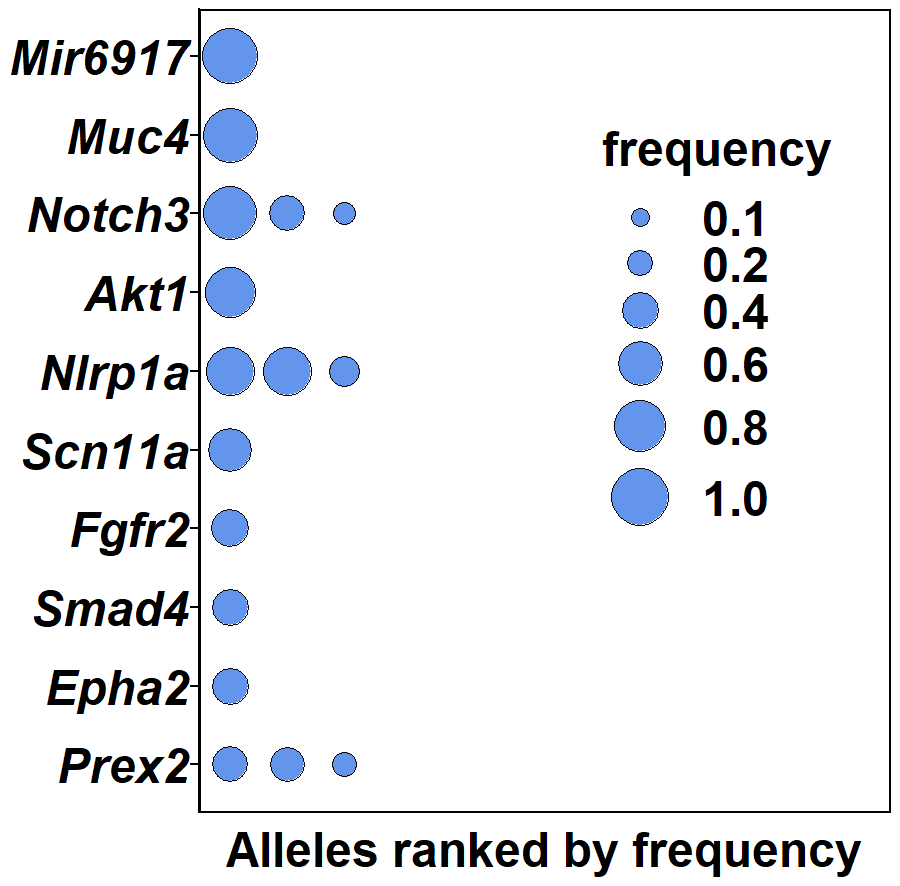 Mir6917
Muc4
Notch3
Akt1
Nlrp1a
Scn11a
Fgfr2
Smad4
Epha2
Prex2
frequency
0.1
0.2
0.4
0.6
0.8
1.0
Alleles ranked by frequency